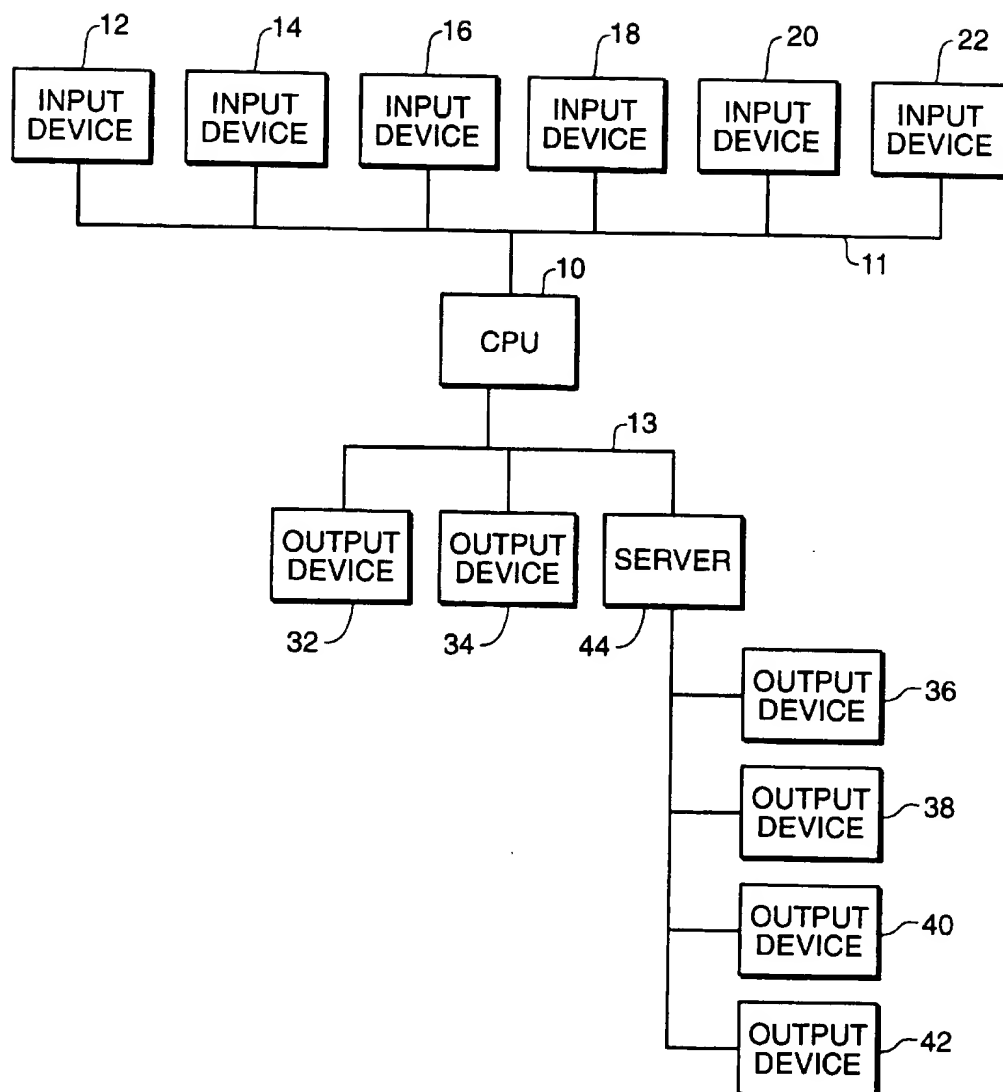 12 14 16 18 20 22
INPUT DEVICE INPUT DEVICE INPUT DEVICE INPUT DEVICE INPUT DEVICE INPUT DEVICE
11
10
CPU
13
OUTPUT DEVICE OUTPUT DEVICE SERVER
32 34 44
OUTPUT DEVICE 36
OUTPUT DEVICE 38
OUTPUT DEVICE 40
OUTPUT DEVICE 42